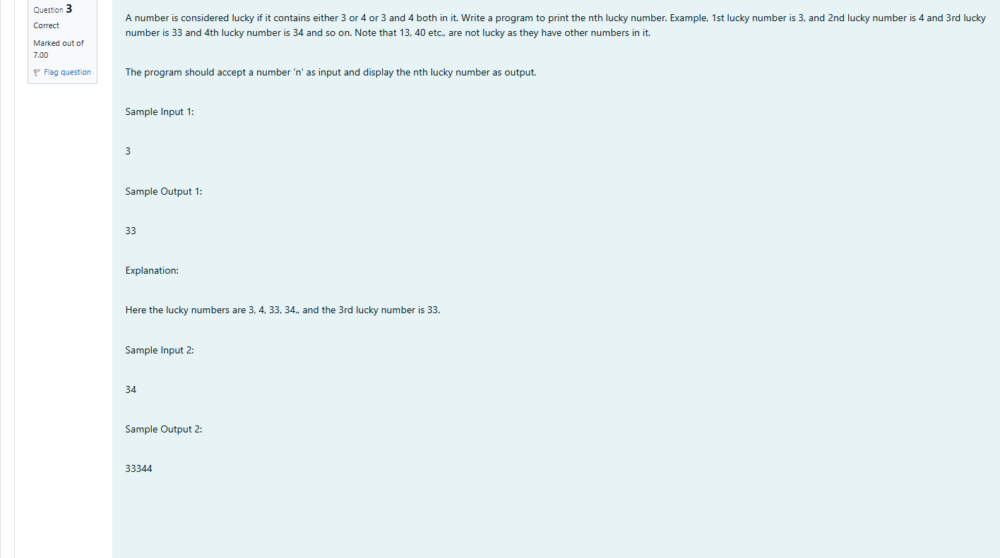 Question 3
Correct
Marked out of
7.00
Flag question
A number is considered lucky if it contains either 3 or 4 or 3 and 4 both in it. Write a program to print the nth lucky number. Example, 1st lucky number is 3, and 2nd lucky number is 4 and 3rd lucky
number is 33 and 4th lucky number is 34 and so on. Note that 13, 40 etc., are not lucky as they have other numbers in it.
The program should accept a number 'n' as input and display the nth lucky number as output.
Sample Input 1:
3
Sample Output 1:
33
Explanation:
Here the lucky numbers are 3, 4, 33, 34., and the 3rd lucky number is 33.
Sample Input 2:
34
Sample Output 2:
33344